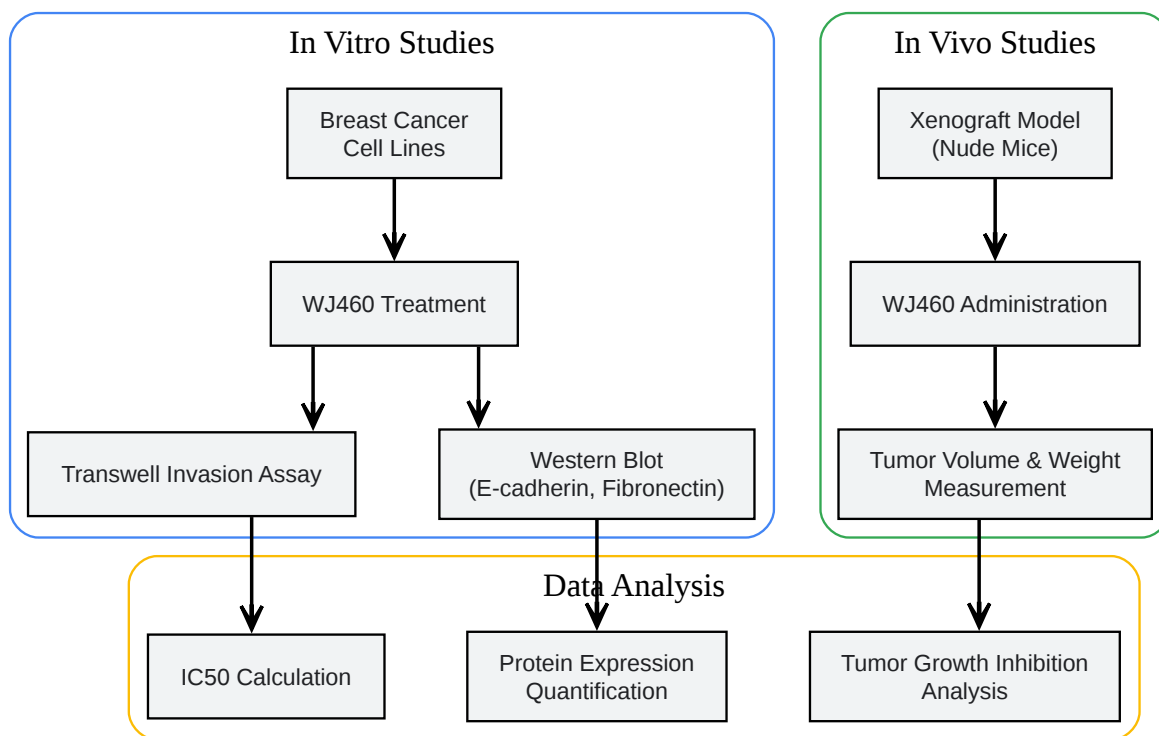 In Vitro Studies
Breast Cancer
Cell Lines
WJ460 Treatment
Transwell Invasion Assay
Western Blot
(E-cadherin, Fibronectin)
In Vivo Studies
Xenograft Model
(Nude Mice)
WJ460 Administration
Tumor Volume & Weight
Measurement
Data Analysis
IC50 Calculation
Protein Expression
Quantification
Tumor Growth Inhibition
Analysis